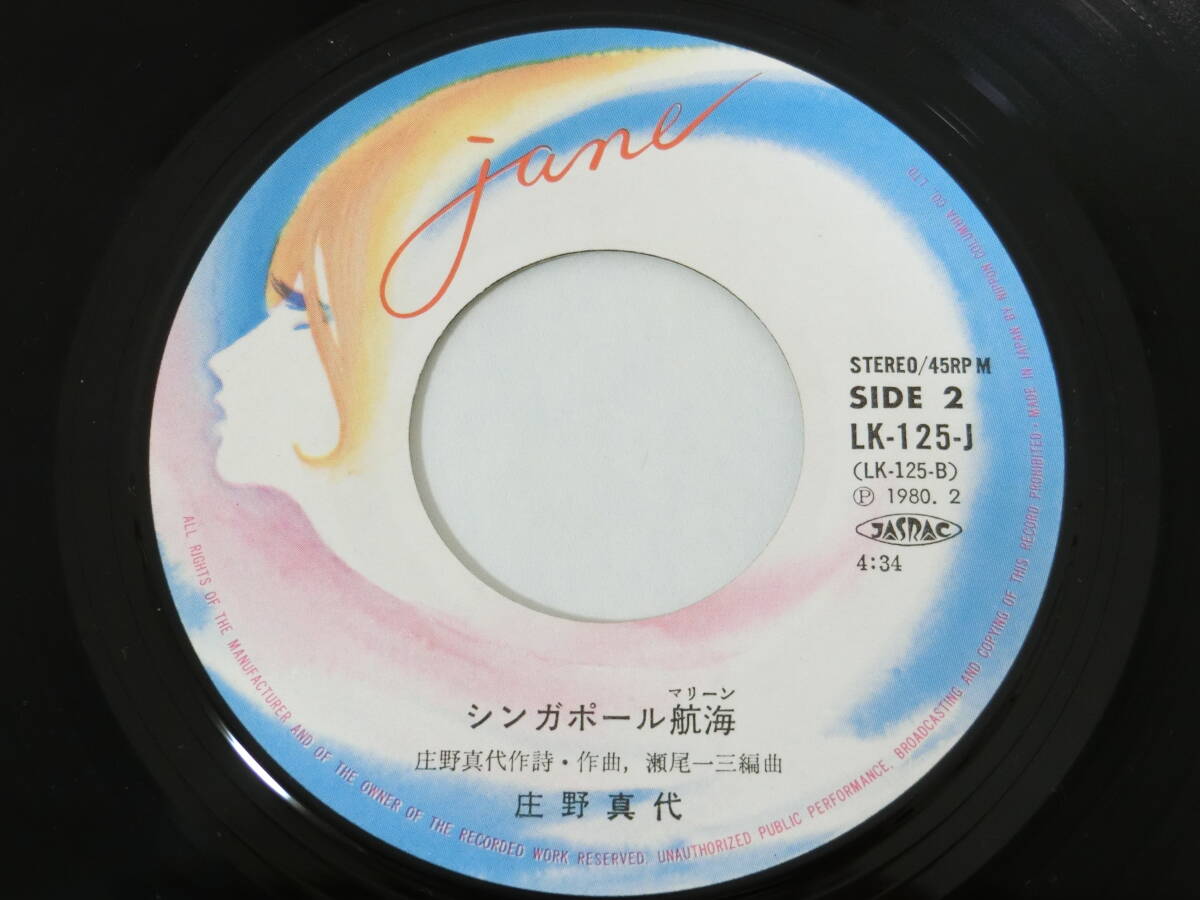 jane
STEREO/45RPM
SIDE 2
LK-125-J
(LK-125-B)
Ⓟ 1980. 2
JASRAC
4:34
マリーン
シンガポール航海
庄野真代作詩・作曲, 瀬尾一三編曲
庄野真代
ALL RIGHTS OF THE MANUFACTURER AND OF THE OWNER OF THE RECORDED WORK RESERVED. UNAUTHORIZED PUBLIC PERFORMANCE, BROADCASTING AND COPYING OF THIS RECORD PROHIBITED・MADE IN JAPAN BY NIPPON COLUMBIA CO., LTD.